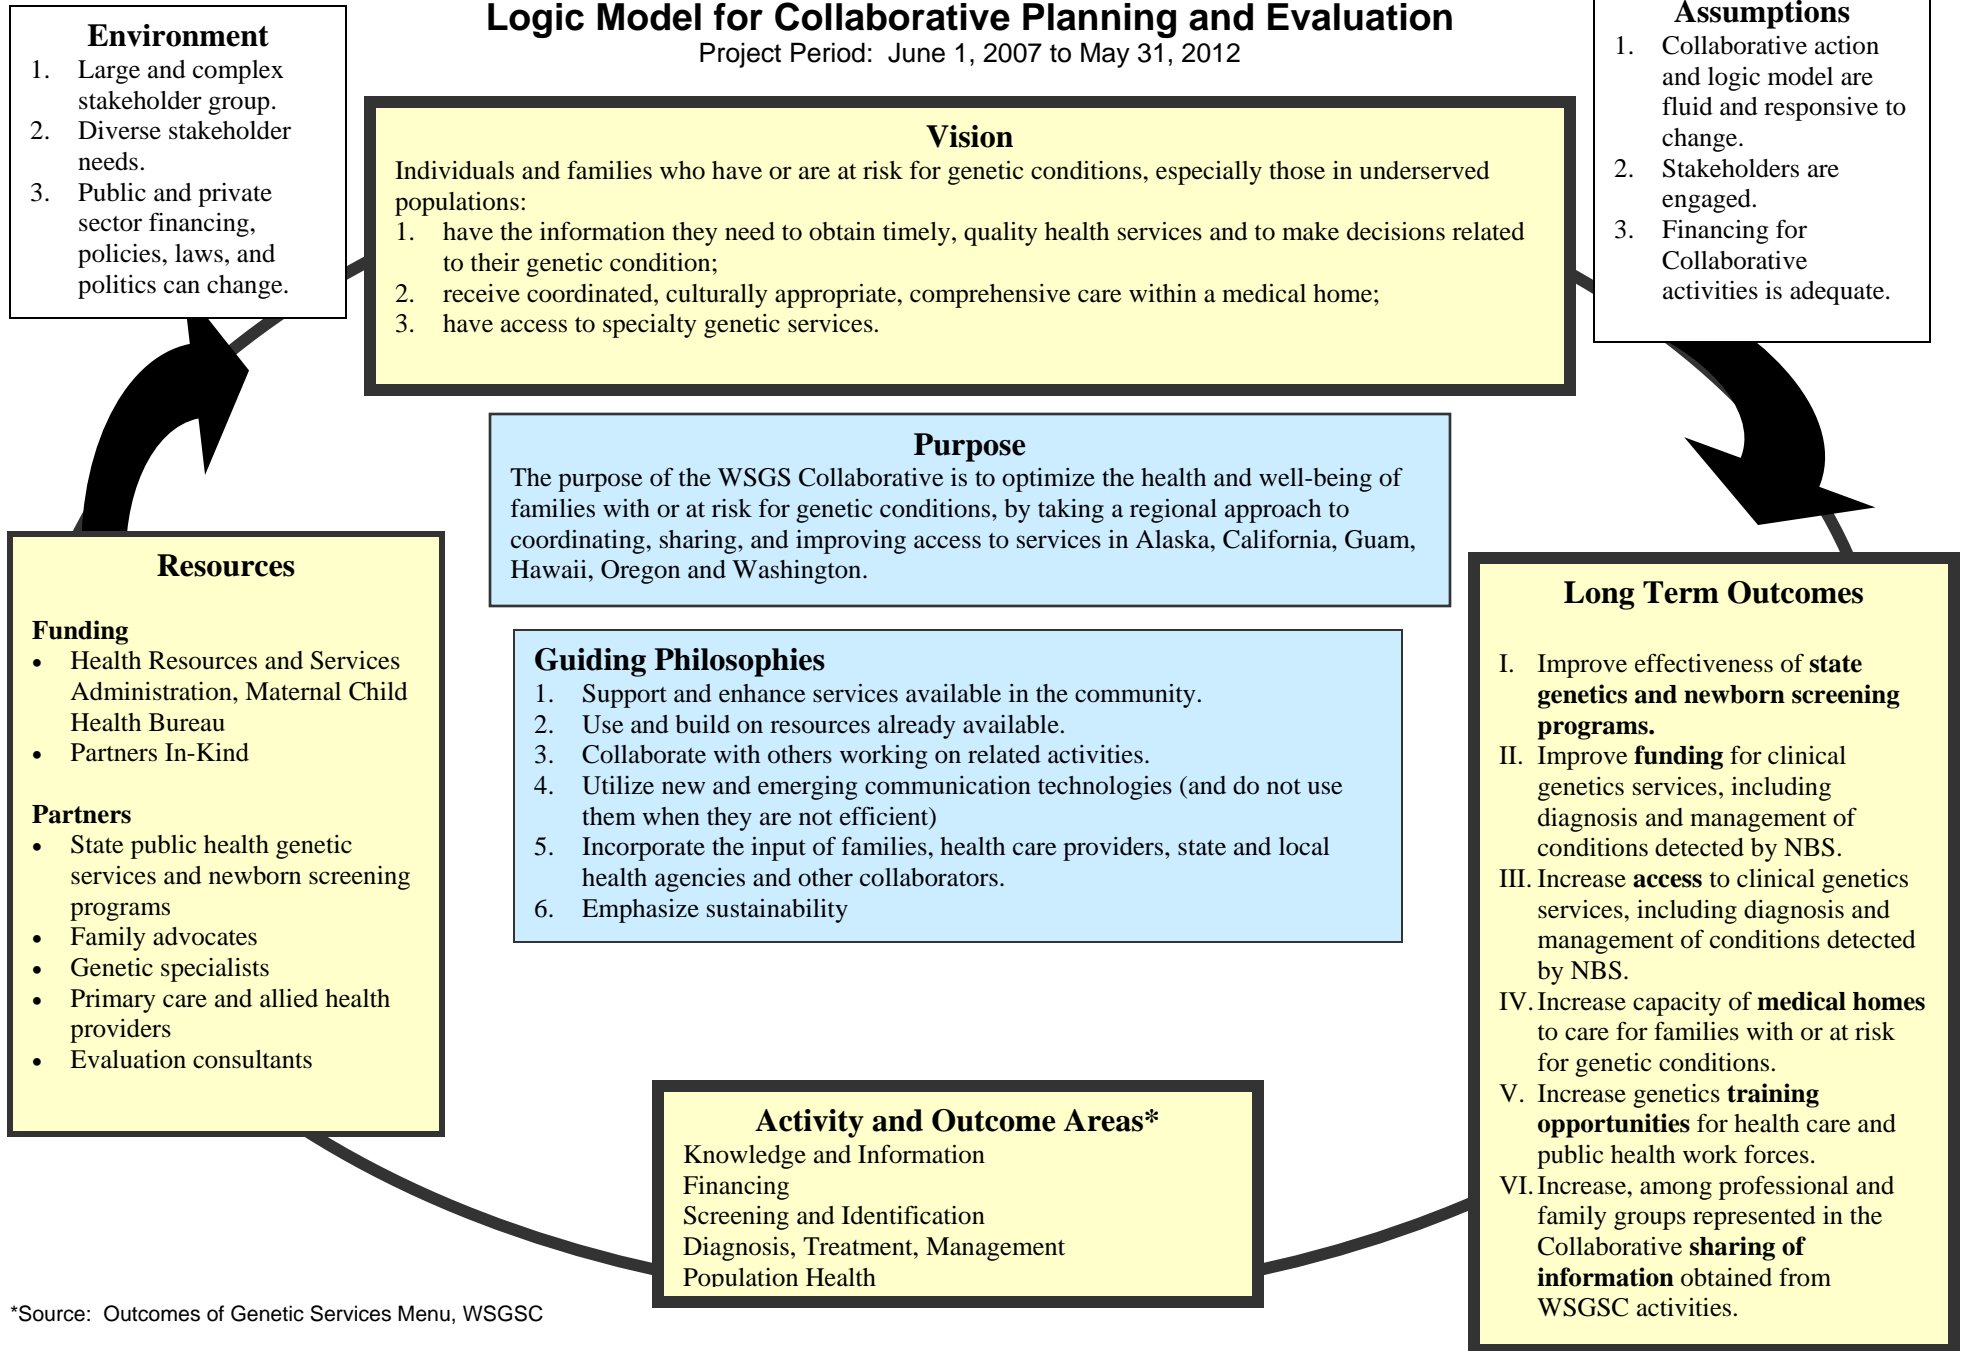 Logic Model for Collaborative Planning and Evaluation
Project Period: June 1, 2007 to May 31, 2012
Environment
1. Large and complex
stakeholder group.
2. Diverse stakeholder
needs.
3. Public and private
sector financing,
policies, laws, and
politics can change.
Assumptions
1. Collaborative action
and logic model are
fluid and responsive to
change.
2. Stakeholders are
engaged.
3. Financing for
Collaborative
activities is adequate.
Vision
Individuals and families who have or are at risk for genetic conditions, especially those in underserved
populations:
1. have the information they need to obtain timely, quality health services and to make decisions related
to their genetic condition;
2. receive coordinated, culturally appropriate, comprehensive care within a medical home;
3. have access to specialty genetic services.
Purpose
The purpose of the WSGS Collaborative is to optimize the health and well-being of
families with or at risk for genetic conditions, by taking a regional approach to
coordinating, sharing, and improving access to services in Alaska, California, Guam,
Hawaii, Oregon and Washington.
Resources
Funding
• Health Resources and Services
Administration, Maternal Child
Health Bureau
• Partners In-Kind
Partners
• State public health genetic
services and newborn screening
programs
• Family advocates
• Genetic specialists
• Primary care and allied health
providers
• Evaluation consultants
Guiding Philosophies
1. Support and enhance services available in the community.
2. Use and build on resources already available.
3. Collaborate with others working on related activities.
4. Utilize new and emerging communication technologies (and do not use
them when they are not efficient)
5. Incorporate the input of families, health care providers, state and local
health agencies and other collaborators.
6. Emphasize sustainability
Long Term Outcomes
I. Improve effectiveness of state
genetics and newborn screening
programs.
II. Improve funding for clinical
genetics services, including
diagnosis and management of
conditions detected by NBS.
III. Increase access to clinical genetics
services, including diagnosis and
management of conditions detected
by NBS.
IV. Increase capacity of medical homes
to care for families with or at risk
for genetic conditions.
V. Increase genetics training
opportunities for health care and
public health work forces.
VI. Increase, among professional and
family groups represented in the
Collaborative sharing of
information obtained from
WSGSC activities.
Activity and Outcome Areas*
Knowledge and Information
Financing
Screening and Identification
Diagnosis, Treatment, Management
Population Health
*Source: Outcomes of Genetic Services Menu, WSGSC